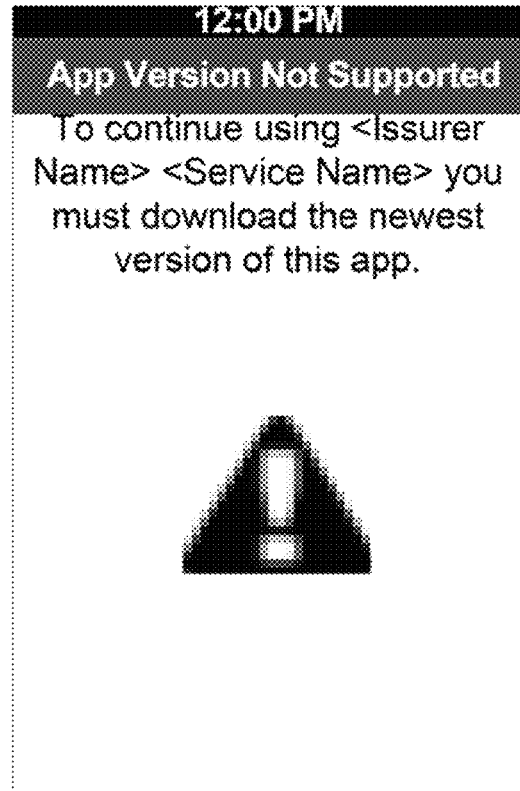 12:00 PM
App Version Not Supported
To continue using <Issurer
Name> <Service Name> you
must download the newest
version of this app.